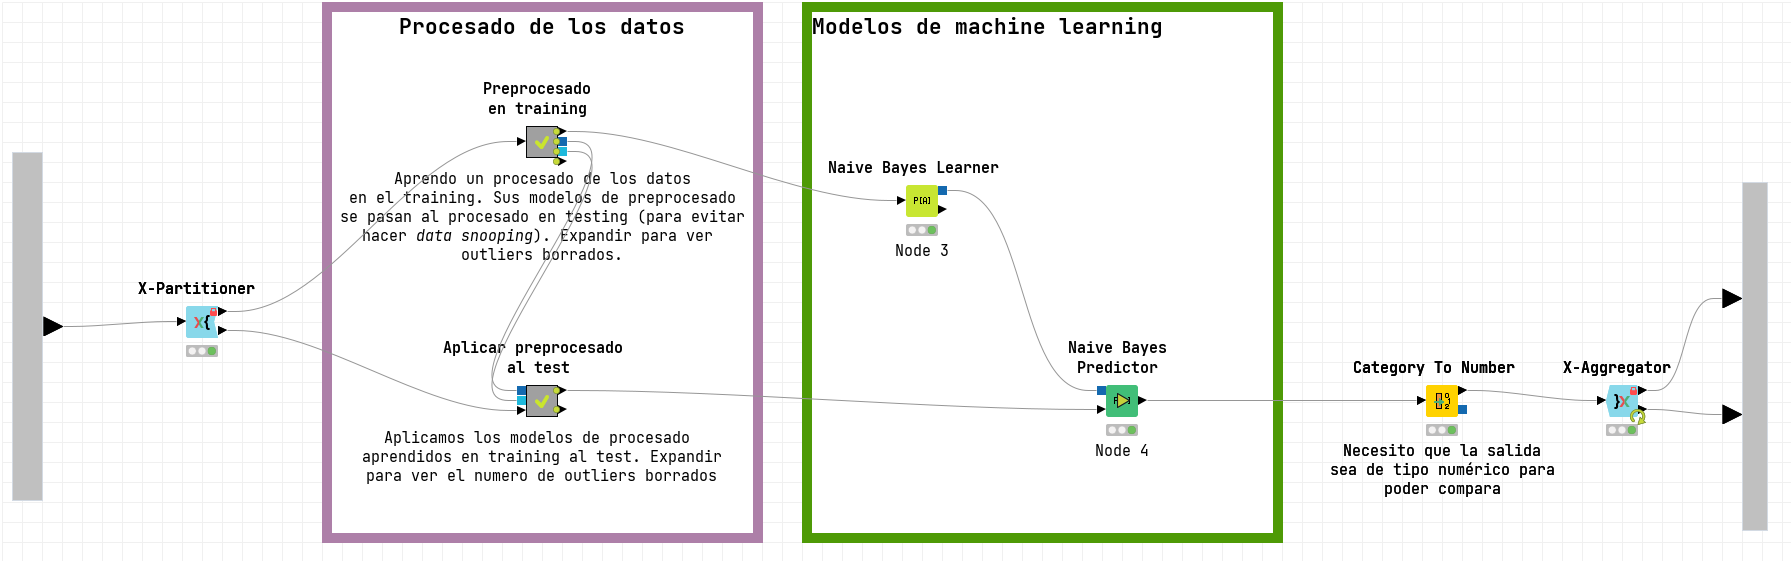 Procesado de los datos
Modelos de machine learning
Preprocesado
en training
Aprendo un procesado de los datos
en el training. Sus modelos de preprocesado
se pasan al procesado en testing (para evitar
hacer data snooping). Expandir para ver
outliers borrados.
Naive Bayes Learner
P[A]
Node 3
X-Partitioner
X{
Aplicar preprocesado
al test
Aplicamos los modelos de procesado
aprendidos en training al test. Expandir
para ver el numero de outliers borrados
Naive Bayes
Predictor
Node 4
Category To Number
Necesito que la salida
sea de tipo numérico para
poder compara
X-Aggregator
}X